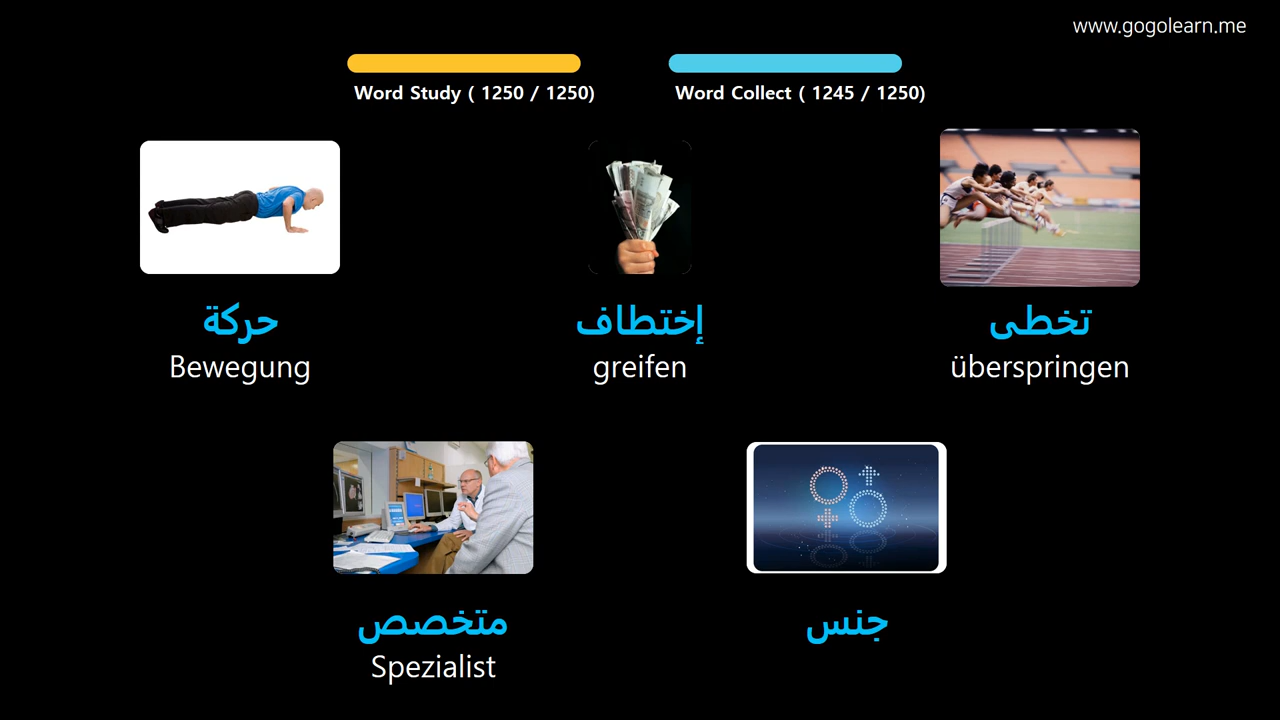 www.gogolearn.me
Word Study ( 1250 / 1250)
Word Collect ( 1245 / 1250)
حركة
Bewegung
إختطاف
greifen
تخطى
überspringen
متخصص
Spezialist
جنس